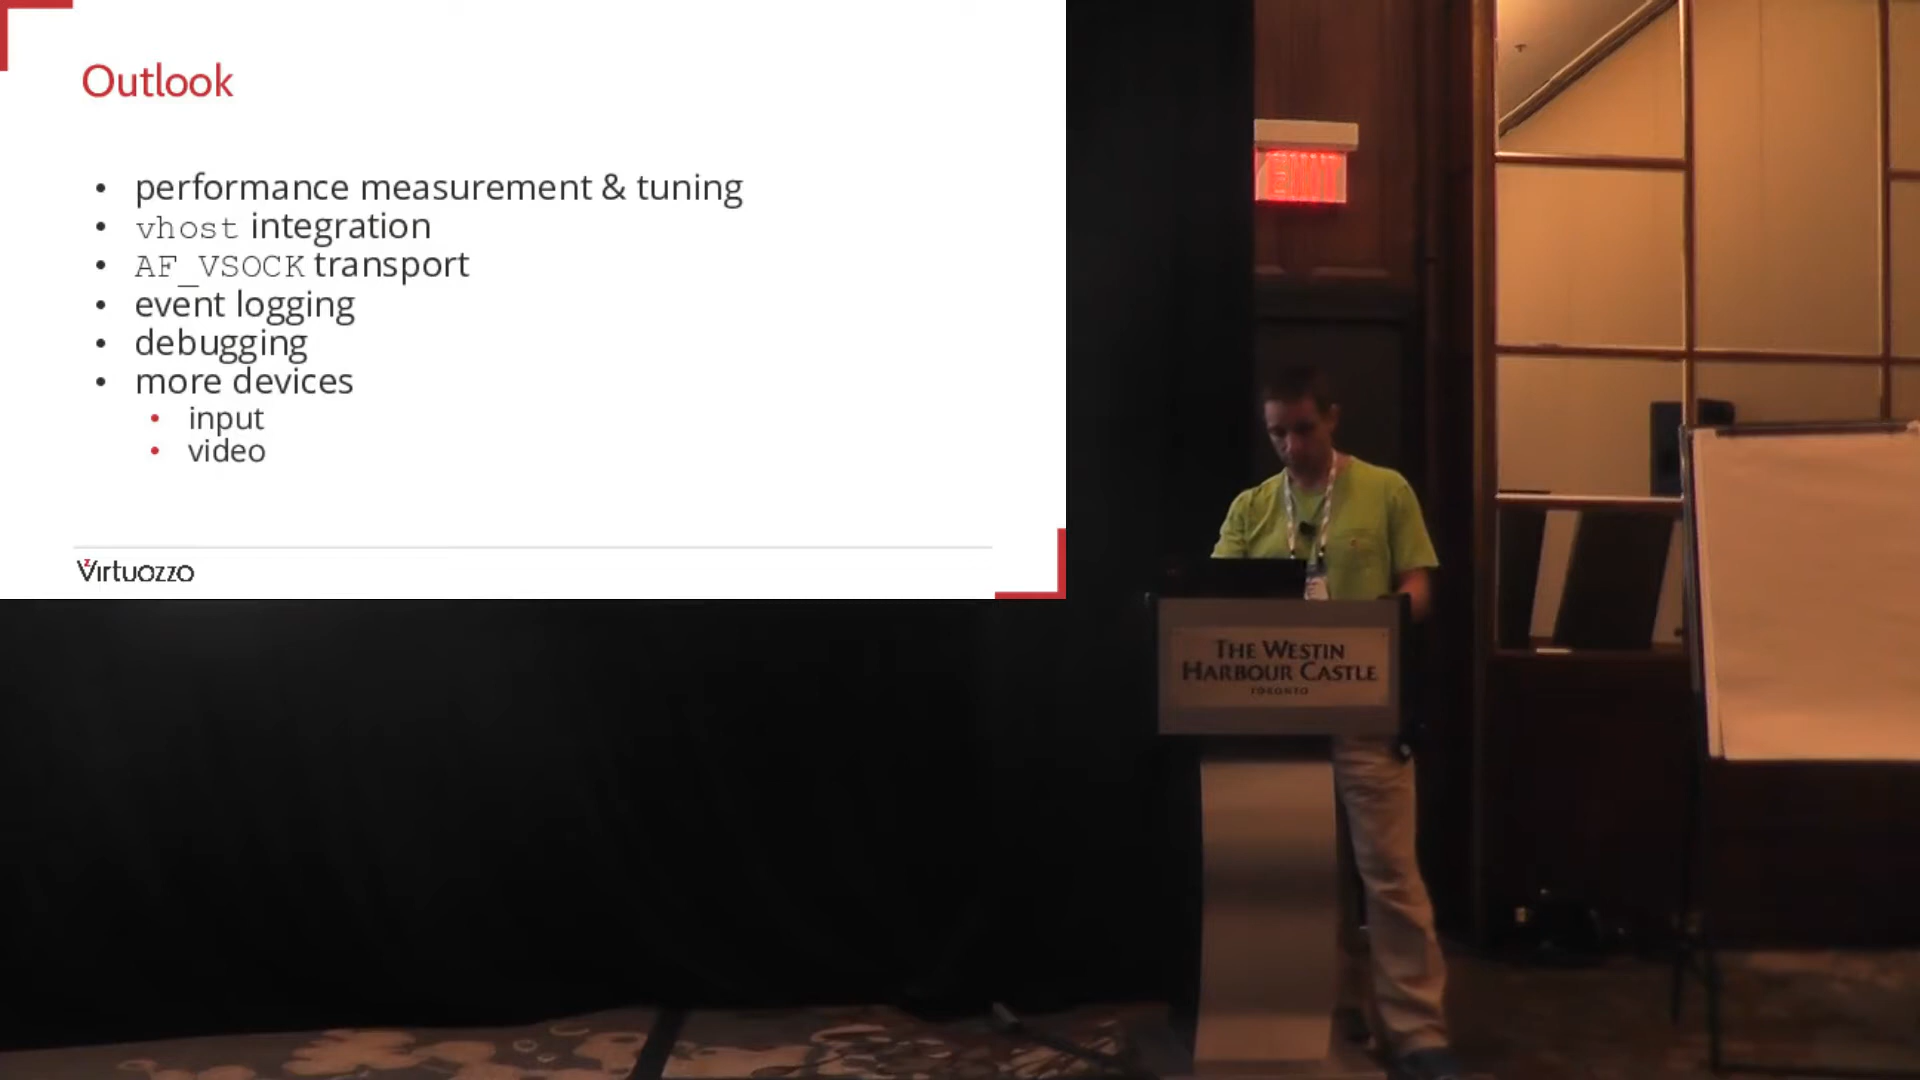 Outlook
• performance measurement & tuning
• vhost integration
• AF_VSOCK transport
• event logging
• debugging
• more devices
• input
• video
Virtuozzo
EXIT
THE WESTIN
HARBOUR CASTLE
TORONTO